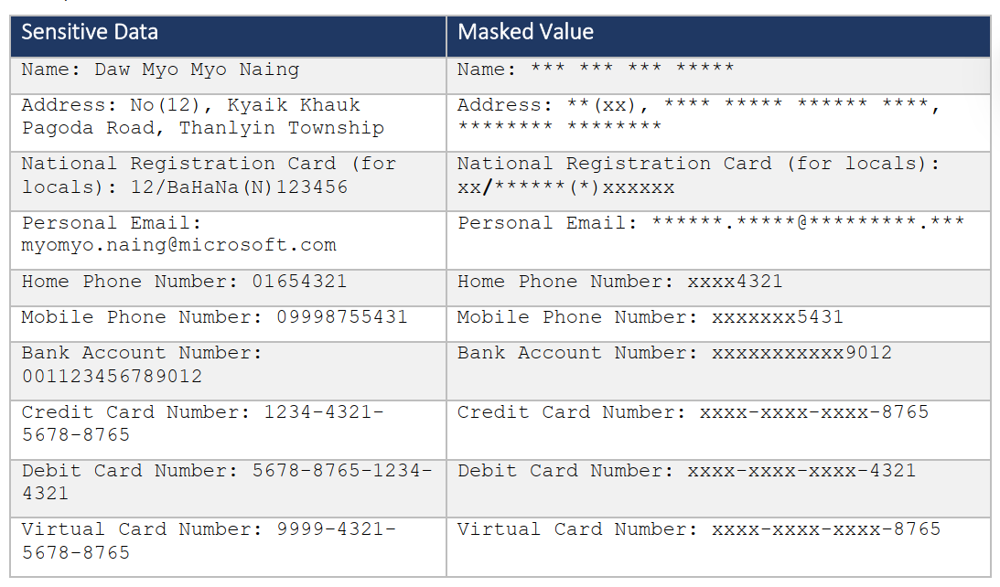 Sensitive Data
Masked Value
Name: Daw Myo Myo Naing
Name: *** *** *** *****
Address: No(12), Kyaik Khauk
Pagoda Road, Thanlyin Township
Address: **(xx), **** ***** ****** ****,
******** ********
National Registration Card (for
locals): 12/BaHaNa(N)123456
National Registration Card (for locals):
xx/******(*)xxxxxx
Personal Email:
myomyo.naing@microsoft.com
Personal Email: ******.*****@*********.***
Home Phone Number: 01654321
Home Phone Number: xxxx4321
Mobile Phone Number: 09998755431
Mobile Phone Number: xxxxxxx5431
Bank Account Number:
001123456789012
Bank Account Number: xxxxxxxxxxx9012
Credit Card Number: 1234-4321-
5678-8765
Credit Card Number: xxxx-xxxx-xxxx-8765
Debit Card Number: 5678-8765-1234-
4321
Debit Card Number: xxxx-xxxx-xxxx-4321
Virtual Card Number: 9999-4321-
5678-8765
Virtual Card Number: xxxx-xxxx-xxxx-8765